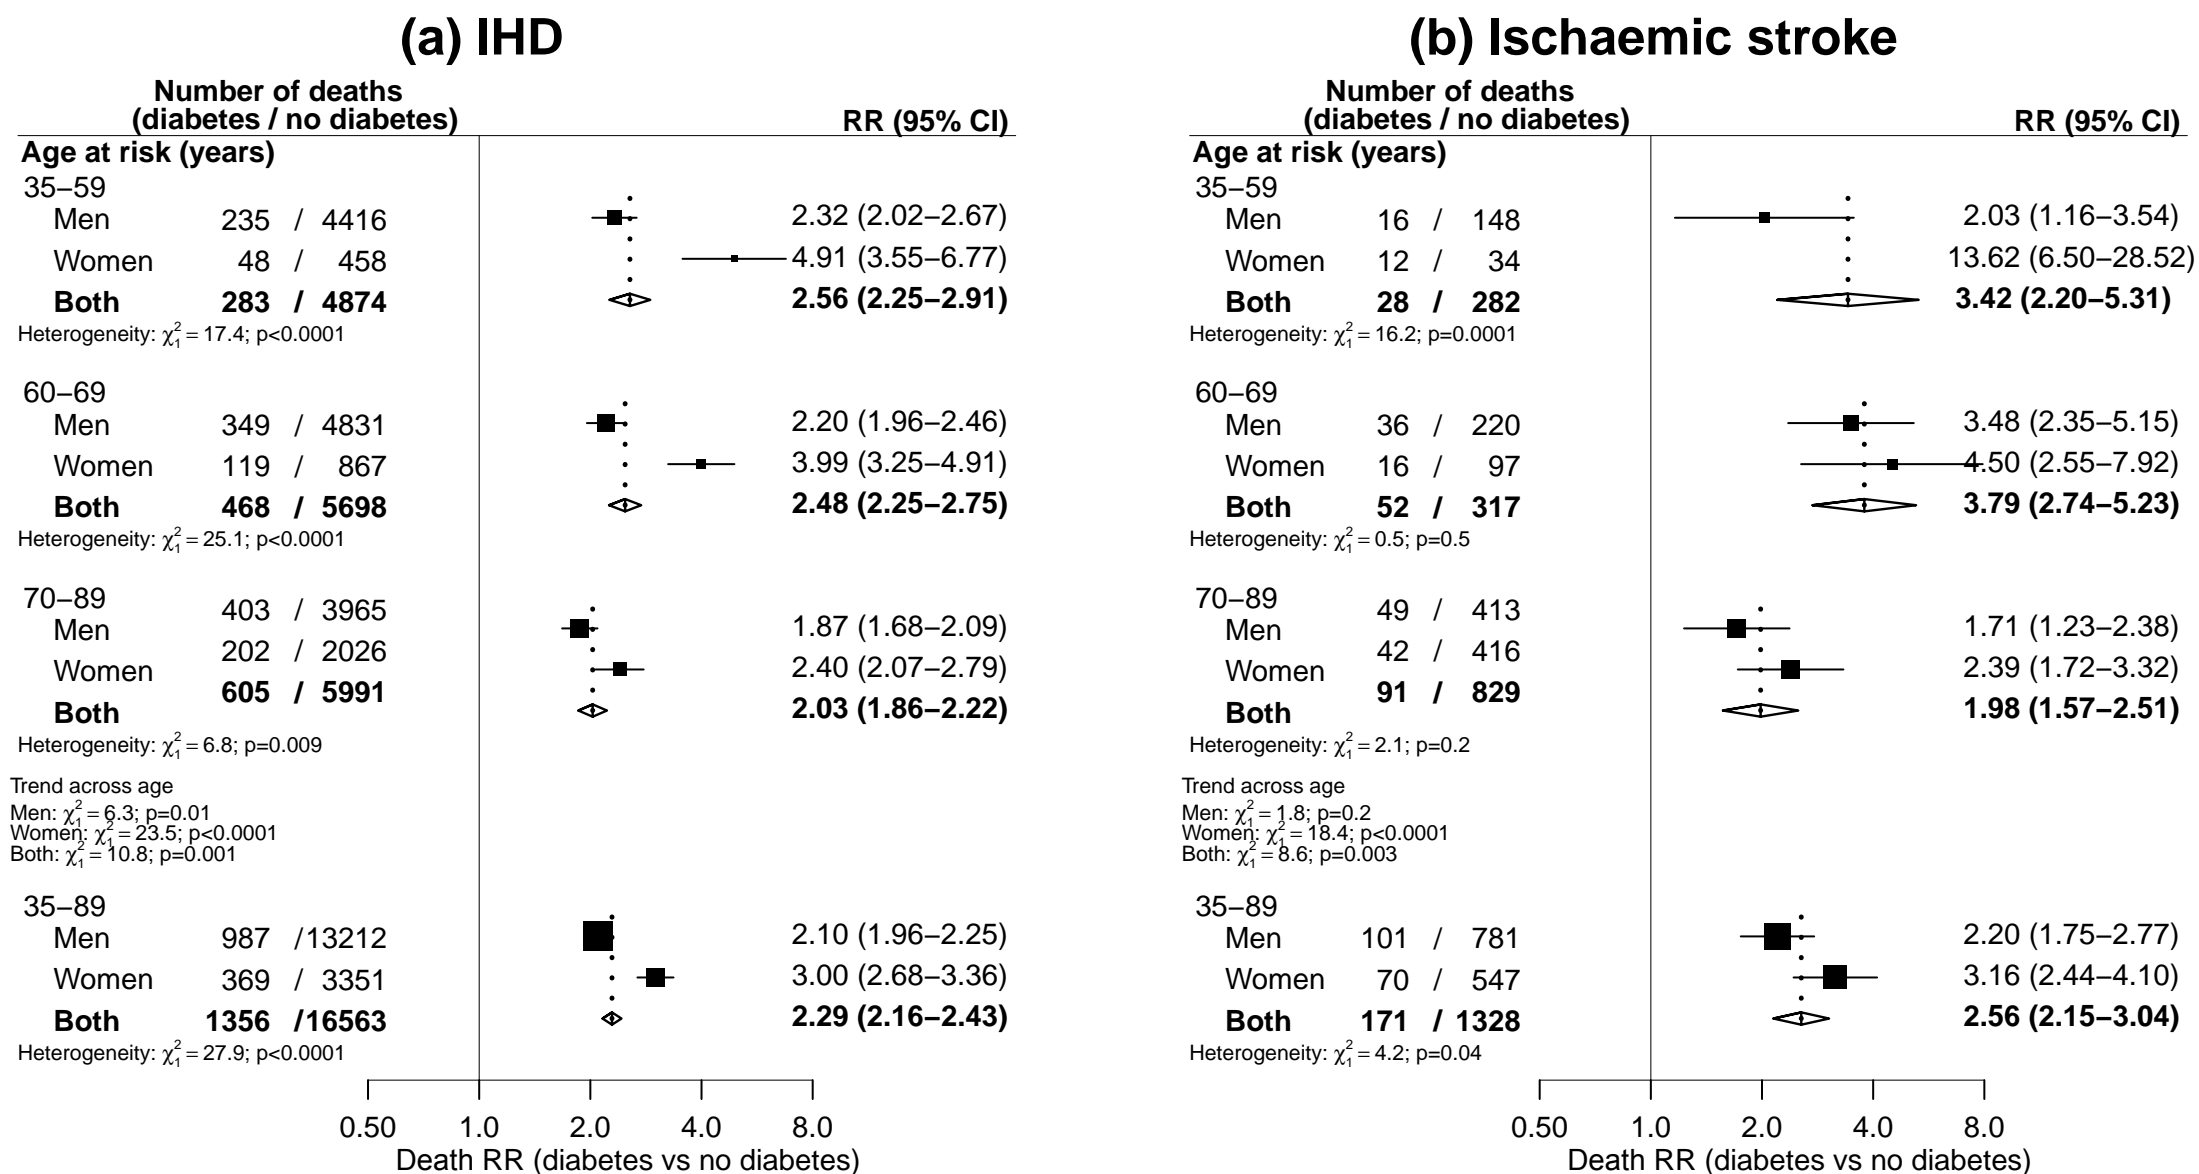 (a) IHD
Number of deaths
(diabetes / no diabetes) RR (95% CI)
Age at risk (years)
35–59
Men 235 / 4416 2.32 (2.02–2.67)
Women 48 / 458 4.91 (3.55–6.77)
Both 283 / 4874 2.56 (2.25–2.91)
Heterogeneity: χ²₁ = 17.4; p<0.0001
60–69
Men 349 / 4831 2.20 (1.96–2.46)
Women 119 / 867 3.99 (3.25–4.91)
Both 468 / 5698 2.48 (2.25–2.75)
Heterogeneity: χ²₁ = 25.1; p<0.0001
70–89
Men 403 / 3965 1.87 (1.68–2.09)
Women 202 / 2026 2.40 (2.07–2.79)
Both 605 / 5991 2.03 (1.86–2.22)
Heterogeneity: χ²₁ = 6.8; p=0.009
Trend across age
Men: χ²₁ = 6.3; p=0.01
Women: χ²₁ = 23.5; p<0.0001
Both: χ²₁ = 10.8; p=0.001
35–89
Men 987 /13212 2.10 (1.96–2.25)
Women 369 / 3351 3.00 (2.68–3.36)
Both 1356 /16563 2.29 (2.16–2.43)
Heterogeneity: χ²₁ = 27.9; p<0.0001
0.50 1.0 2.0 4.0 8.0
Death RR (diabetes vs no diabetes)
(b) Ischaemic stroke
Number of deaths
(diabetes / no diabetes) RR (95% CI)
Age at risk (years)
35–59
Men 16 / 148 2.03 (1.16–3.54)
Women 12 / 34 13.62 (6.50–28.52)
Both 28 / 282 3.42 (2.20–5.31)
Heterogeneity: χ²₁ = 16.2; p=0.0001
60–69
Men 36 / 220 3.48 (2.35–5.15)
Women 16 / 97 4.50 (2.55–7.92)
Both 52 / 317 3.79 (2.74–5.23)
Heterogeneity: χ²₁ = 0.5; p=0.5
70–89
Men 49 / 413 1.71 (1.23–2.38)
Women 42 / 416 2.39 (1.72–3.32)
Both 91 / 829 1.98 (1.57–2.51)
Heterogeneity: χ²₁ = 2.1; p=0.2
Trend across age
Men: χ²₁ = 1.8; p=0.2
Women: χ²₁ = 18.4; p<0.0001
Both: χ²₁ = 8.6; p=0.003
35–89
Men 101 / 781 2.20 (1.75–2.77)
Women 70 / 547 3.16 (2.44–4.10)
Both 171 / 1328 2.56 (2.15–3.04)
Heterogeneity: χ²₁ = 4.2; p=0.04
0.50 1.0 2.0 4.0 8.0
Death RR (diabetes vs no diabetes)